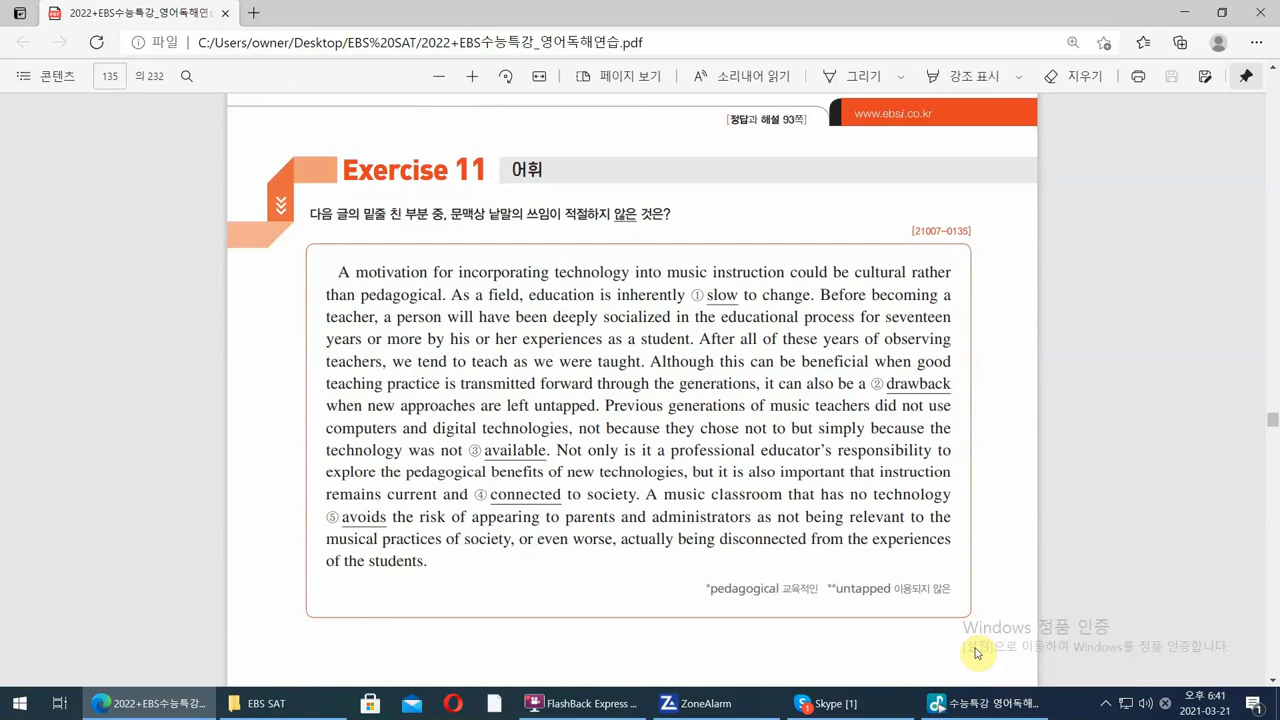 2022+EBS수능특강_영어독해연습
파일
C:/Users/owner/Desktop/EBS%20SAT/2022+EBS수능특강_영어독해연습.pdf
콘텐츠
135
의 232
페이지 보기
소리내어 읽기
그리기
강조 표시
지우기
[정답과 해설 93쪽]
www.ebsi.co.kr
Exercise 11
어휘
다음 글의 밑줄 친 부분 중, 문맥상 낱말의 쓰임이 적절하지 않은 것은?
[21007-0135]
A motivation for incorporating technology into music instruction could be cultural rather
than pedagogical. As a field, education is inherently ① slow to change. Before becoming a
teacher, a person will have been deeply socialized in the educational process for seventeen
years or more by his or her experiences as a student. After all of these years of observing
teachers, we tend to teach as we were taught. Although this can be beneficial when good
teaching practice is transmitted forward through the generations, it can also be a ② drawback
when new approaches are left untapped. Previous generations of music teachers did not use
computers and digital technologies, not because they chose not to but simply because the
technology was not ③ available. Not only is it a professional educator's responsibility to
explore the pedagogical benefits of new technologies, but it is also important that instruction
remains current and ④ connected to society. A music classroom that has no technology
⑤ avoids the risk of appearing to parents and administrators as not being relevant to the
musical practices of society, or even worse, actually being disconnected from the experiences
of the students.
*pedagogical 교육적인 **untapped 이용되지 않은
Windows 정품 인증
[설정]으로 이동하여 Windows를 정품 인증합니다.
2022+EBS수능특강_...
EBS SAT
FlashBack Express ...
ZoneAlarm
Skype [1]
수능특강 영어독해...
오후 6:41
2021-03-21